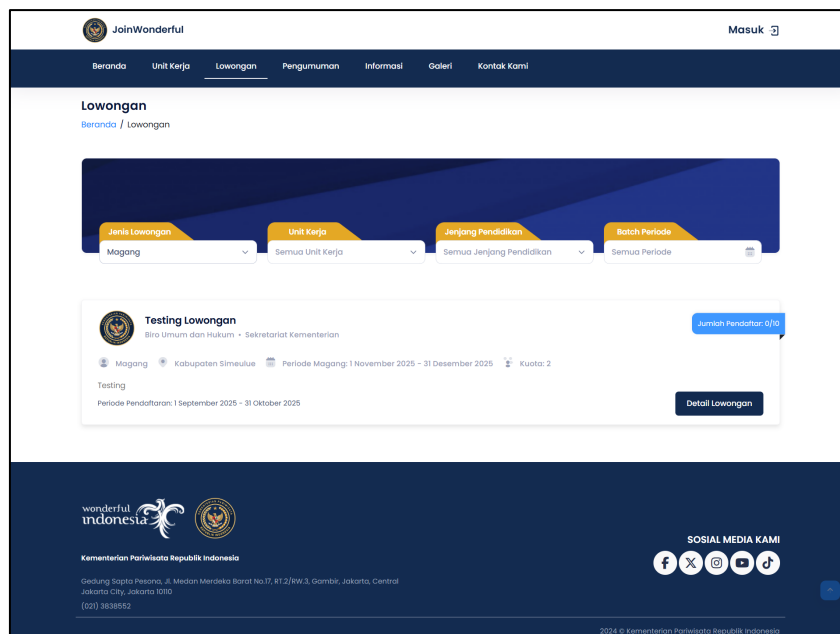 JoinWonderful
Masuk
Beranda Unit Kerja Lowongan Pengumuman Informasi Galeri Kontak Kami
Lowongan
Beranda / Lowongan
Jenis Lowongan Unit Kerja Jenjang Pendidikan Batch Periode
Magang Semua Unit Kerja Semua Jenjang Pendidikan Semua Periode
Testing Lowongan
Jumlah Pendaftar: 0/10
Biro Umum dan Hukum • Sekretariat Kementerian
Magang Kabupaten Simeulue Periode Magang: 1 November 2025 - 31 Desember 2025 Kuota: 2
Testing
Periode Pendaftaran: 1 September 2025 - 31 Oktober 2025
Detail Lowongan
wonderful
indonesia
SOSIAL MEDIA KAMI
Kementerian Pariwisata Republik Indonesia
Gedung Sapta Pesona, Jl. Medan Merdeka Barat No.17, RT.2/RW.3, Gambir, Jakarta, Central
Jakarta City, Jakarta 10110
(021) 3838552
2024 © Kementerian Pariwisata Republik Indonesia